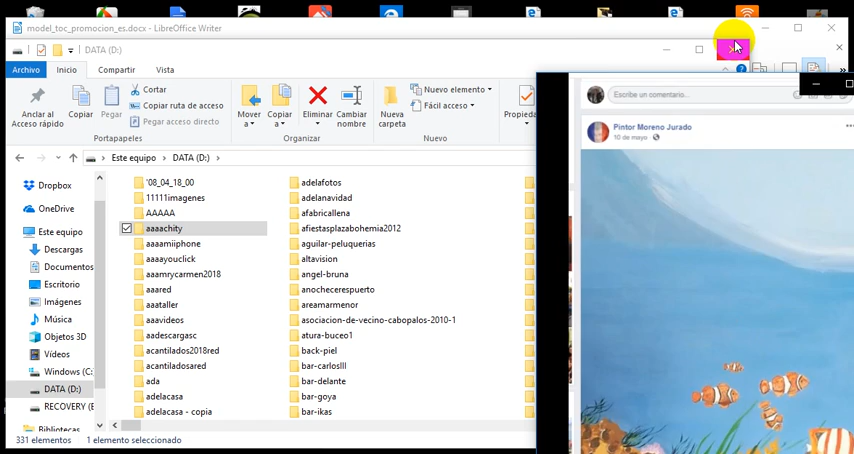 model_toc_promocion_es.docx - LibreOffice Writer
DATA (D:)
Archivo
Inicio
Compartir
Vista
Anclar al
Acceso rápido
Copiar
Pegar
Cortar
Copiar ruta de acceso
Pegar acceso directo
Mover
a
Copiar
a
Eliminar
Cambiar
nombre
Nueva
carpeta
Nuevo elemento
Fácil acceso
Propieda
Portapapeles
Organizar
Nuevo
Este equipo
DATA (D:)
Dropbox
OneDrive
Este equipo
Descargas
Documentos
Escritorio
Imágenes
Música
Objetos 3D
Vídeos
Windows (C:
DATA (D:)
RECOVERY (E
Bibliotecas
'08_04_18_00
11111imagenes
AAAAA
aaaachity
aaaamiiphone
aaaayouclick
aaamrycarmen2018
aaared
aaataller
aaavideos
aadescargasc
acantilados2018red
acantiladosared
ada
adelacasa
adelacasa - copia
adelafotos
adelanavidad
afabricallena
afiestasplazabohemia2012
aguilar-peluquerias
altavision
angel-bruna
anochecerespuerto
areamarmenor
asociacion-de-vecino-cabopalos-2010-1
atura-buceo1
back-piel
bar-carloslll
bar-delante
bar-goya
bar-ikas
331 elementos
1 elemento seleccionado
Escribe un comentario...
Pintor Moreno Jurado
10 de mayo